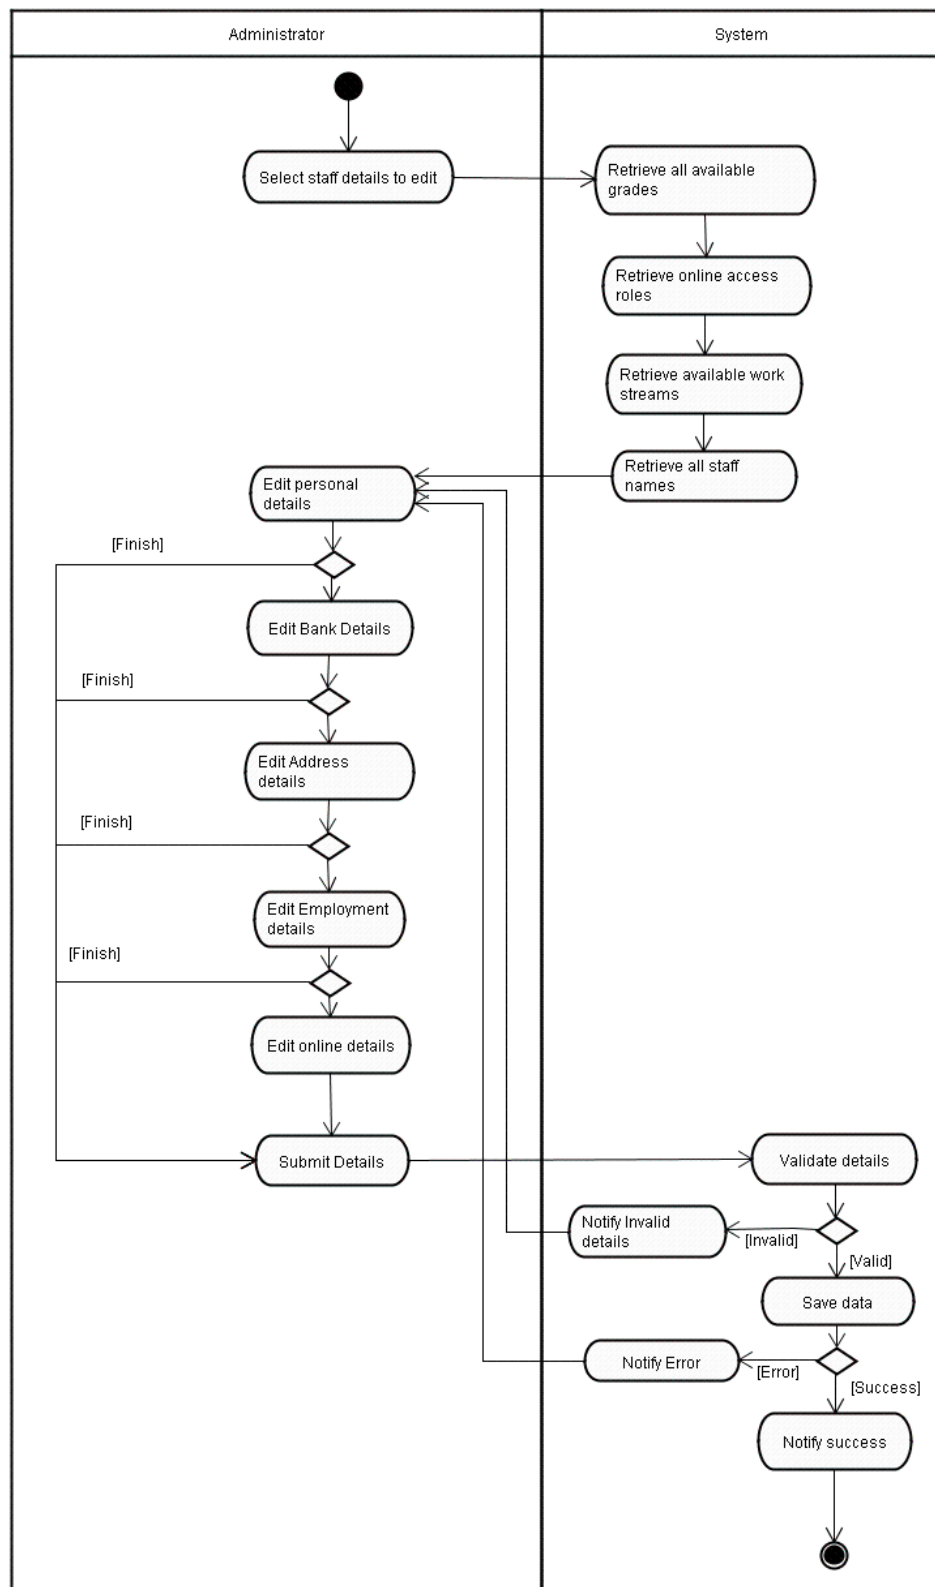 Administrator
System
Select staff details to edit
Retrieve all available
grades
Retrieve online access
roles
Retrieve available work
streams
Retrieve all staff
names
Edit personal
details
[Finish]
Edit Bank Details
[Finish]
Edit Address
details
[Finish]
Edit Employment
details
[Finish]
Edit online details
Submit Details
Validate details
Notify Invalid
details
[Invalid]
[Valid]
Save data
Notify Error
[Error]
[Success]
Notify success